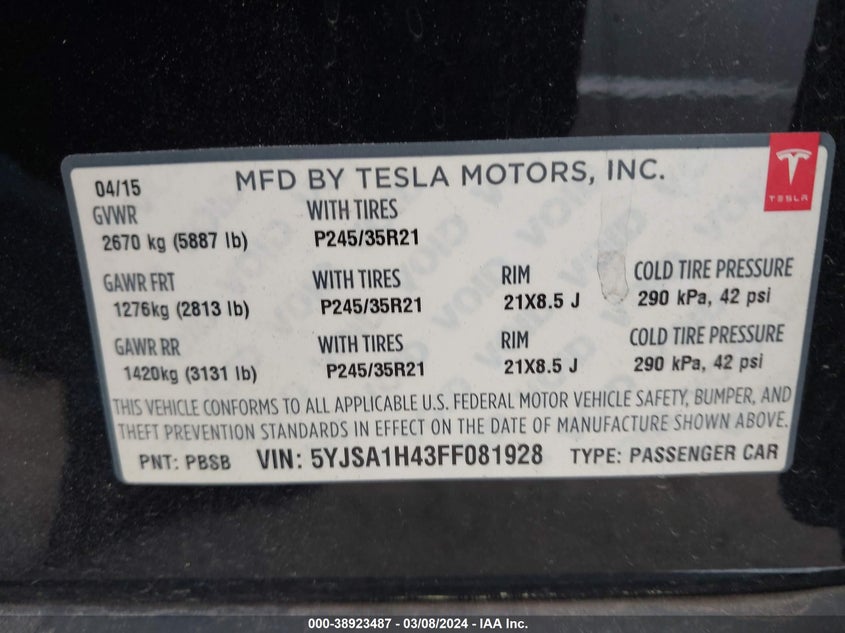 04/15 MFD BY TESLA MOTORS, INC.
TESLA
GVWR WITH TIRES
2670 kg (5887 lb) P245/35R21
GAWR FRT WITH TIRES RIM COLD TIRE PRESSURE
1276kg (2813 lb) P245/35R21 21X8.5 J 290 kPa, 42 psi
GAWR RR WITH TIRES RIM COLD TIRE PRESSURE
1420kg (3131 lb) P245/35R21 21X8.5 J 290 kPa, 42 psi
THIS VEHICLE CONFORMS TO ALL APPLICABLE U.S. FEDERAL MOTOR VEHICLE SAFETY, BUMPER, AND
THEFT PREVENTION STANDARDS IN EFFECT ON THE DATE OF MANUFACTURE SHOWN ABOVE.
PNT: PBSB VIN: 5YJSA1H43FF081928 TYPE: PASSENGER CAR
000-38923487 - 03/08/2024 - IAA Inc.